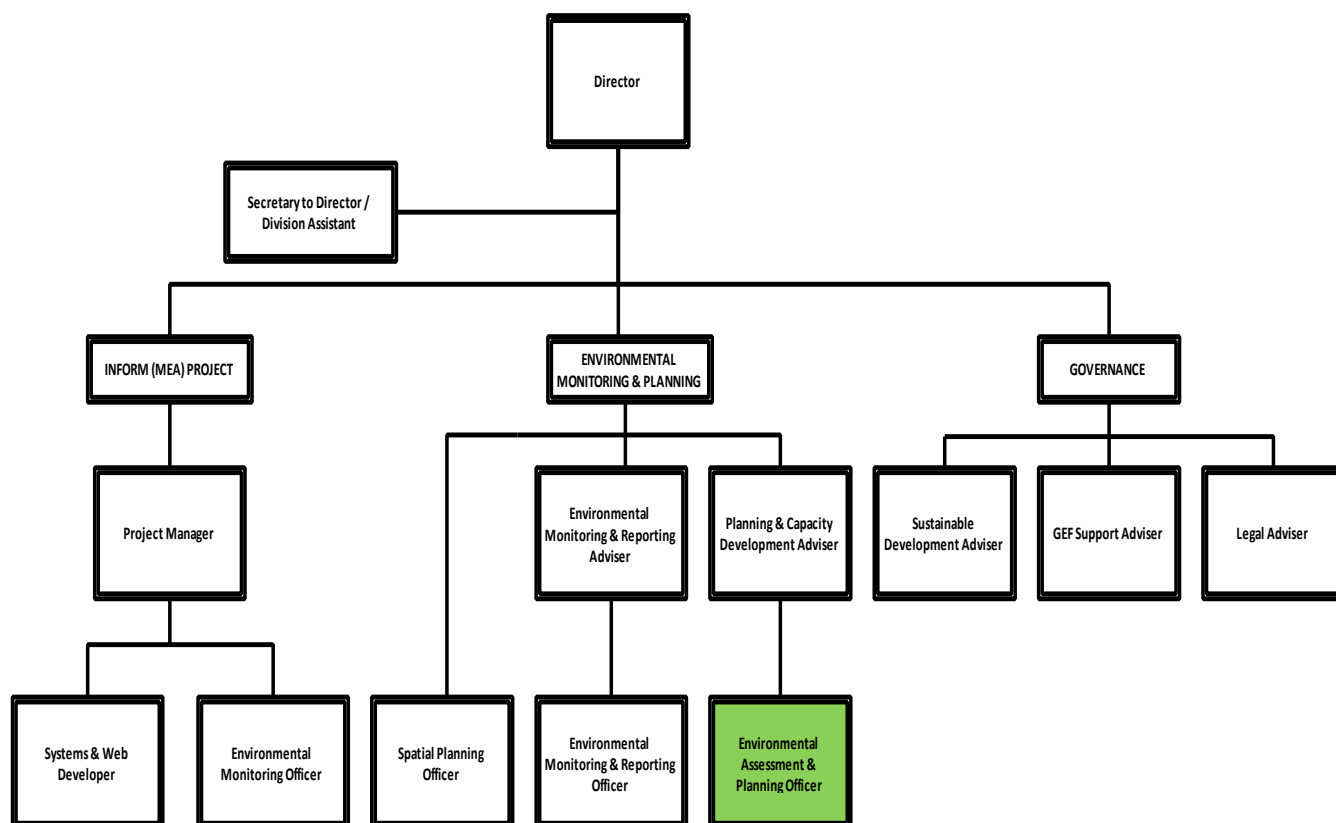 Director
Secretary to Director /
Division Assistant
INFORM (MEA) PROJECT
ENVIRONMENTAL
MONITORING & PLANNING
GOVERNANCE
Project Manager
Environmental
Monitoring & Reporting
Adviser
Planning & Capacity
Development Adviser
Sustainable
Development Adviser
GEF Support Adviser
Legal Adviser
Systems & Web
Developer
Environmental
Monitoring Officer
Spatial Planning
Officer
Environmental
Monitoring & Reporting
Officer
Environmental
Assessment &
Planning Officer